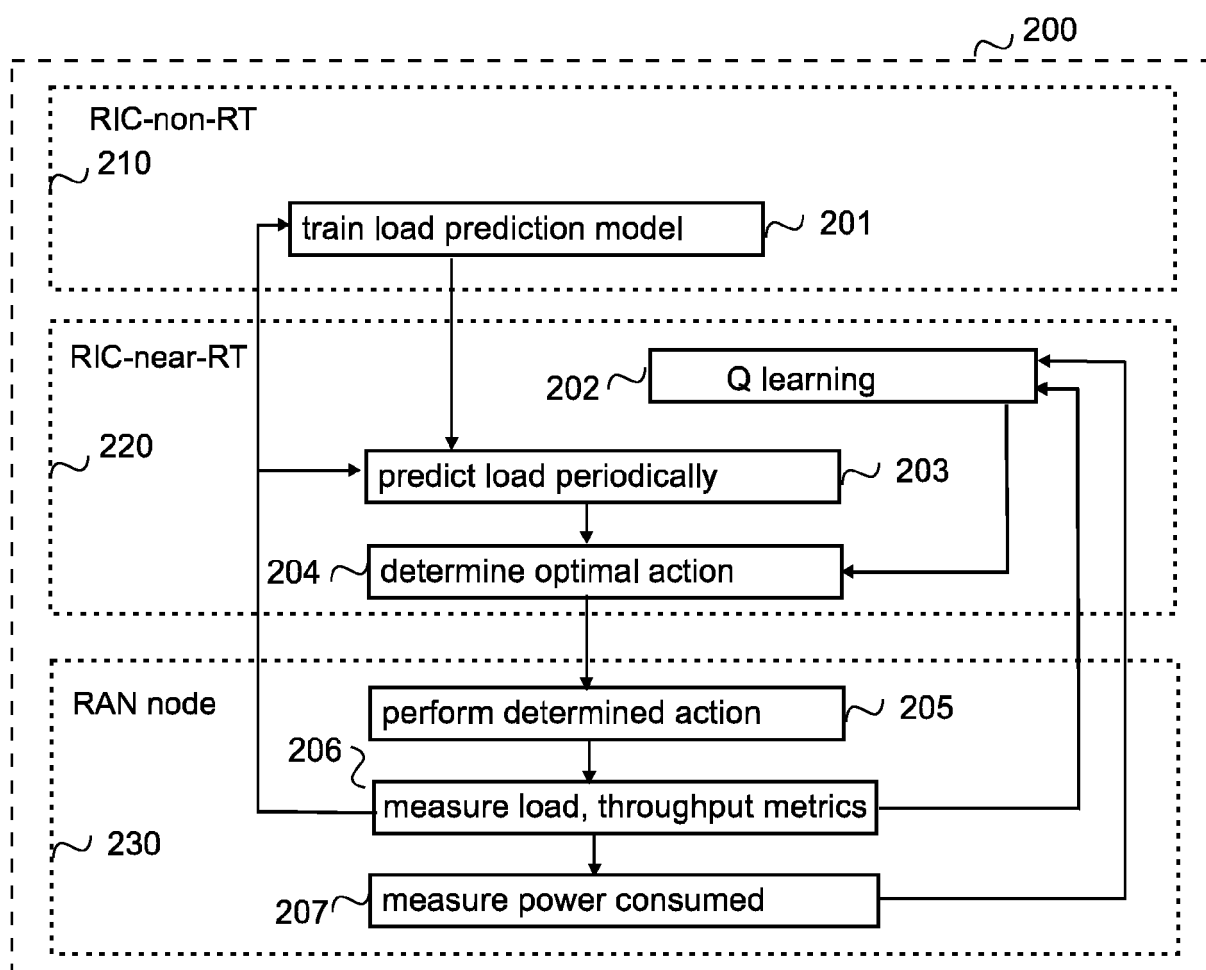 200
RIC-non-RT
210
train load prediction model
201
RIC-near-RT
202
Q learning
220
predict load periodically
203
204
determine optimal action
RAN node
perform determined action
205
206
measure load, throughput metrics
230
207
measure power consumed